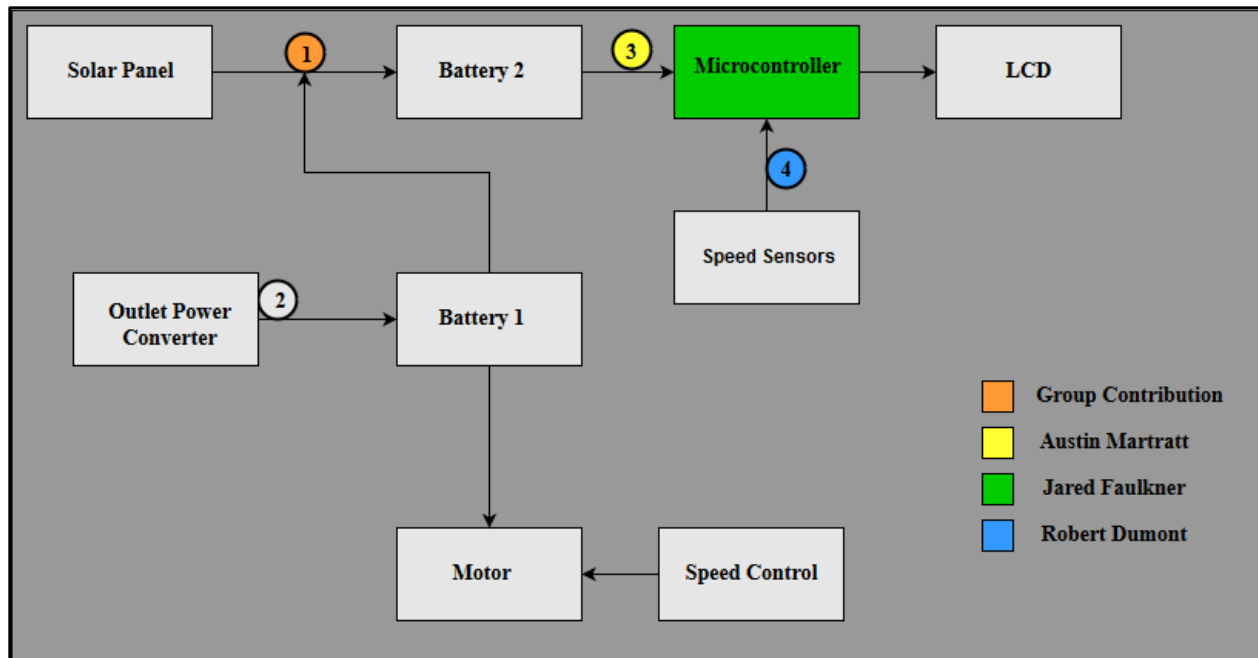 Solar Panel
1
Battery 2
3
Microcontroller
LCD
4
Speed Sensors
Outlet Power
Converter
2
Battery 1
Group Contribution
Austin Martratt
Jared Faulkner
Robert Dumont
Motor
Speed Control